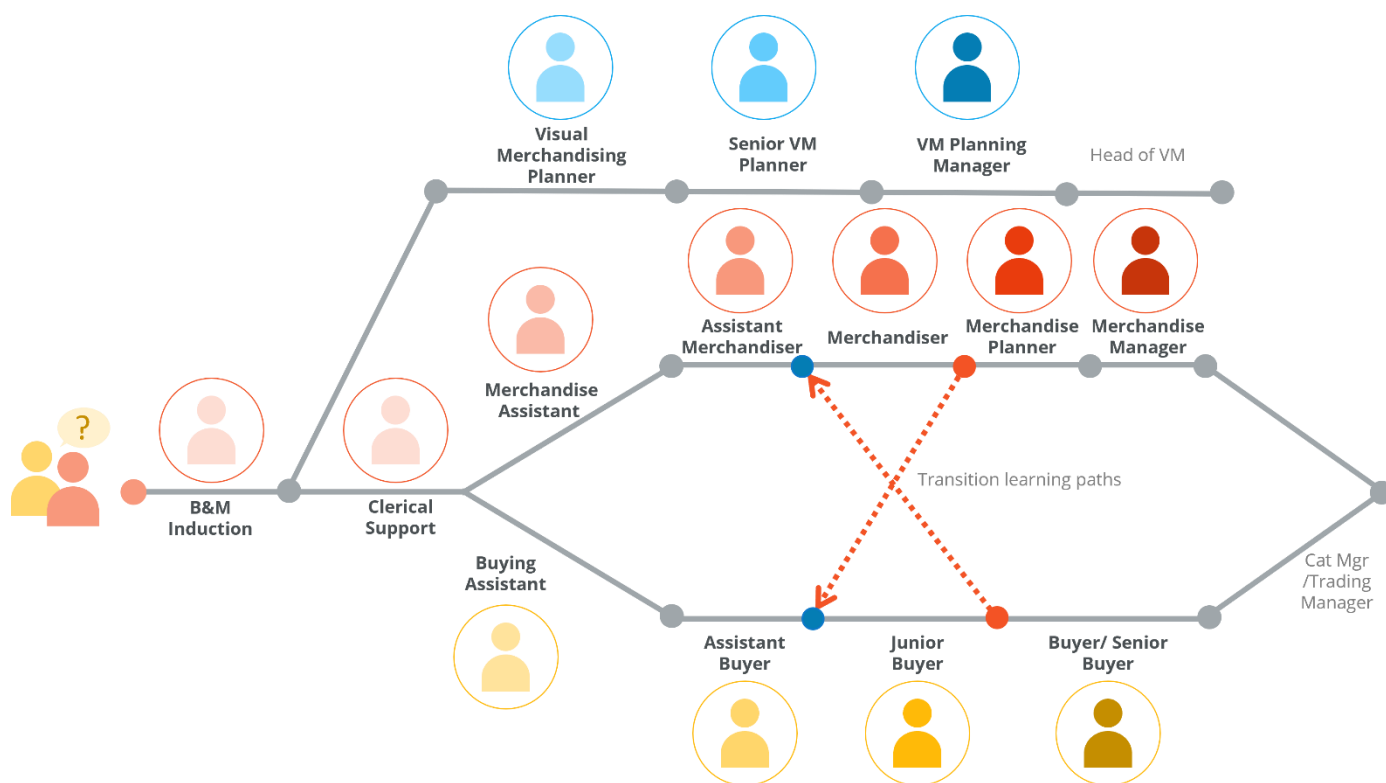 Visual
Merchandising
Planner
Senior VM
Planner
VM Planning
Manager
Head of VM
Merchandise
Assistant
Assistant
Merchandiser
Merchandiser
Merchandise
Planner
Merchandise
Manager
?
B&M
Induction
Clerical
Support
Transition learning paths
Buying
Assistant
Cat Mgr
/Trading
Manager
Assistant
Buyer
Junior
Buyer
Buyer/ Senior
Buyer